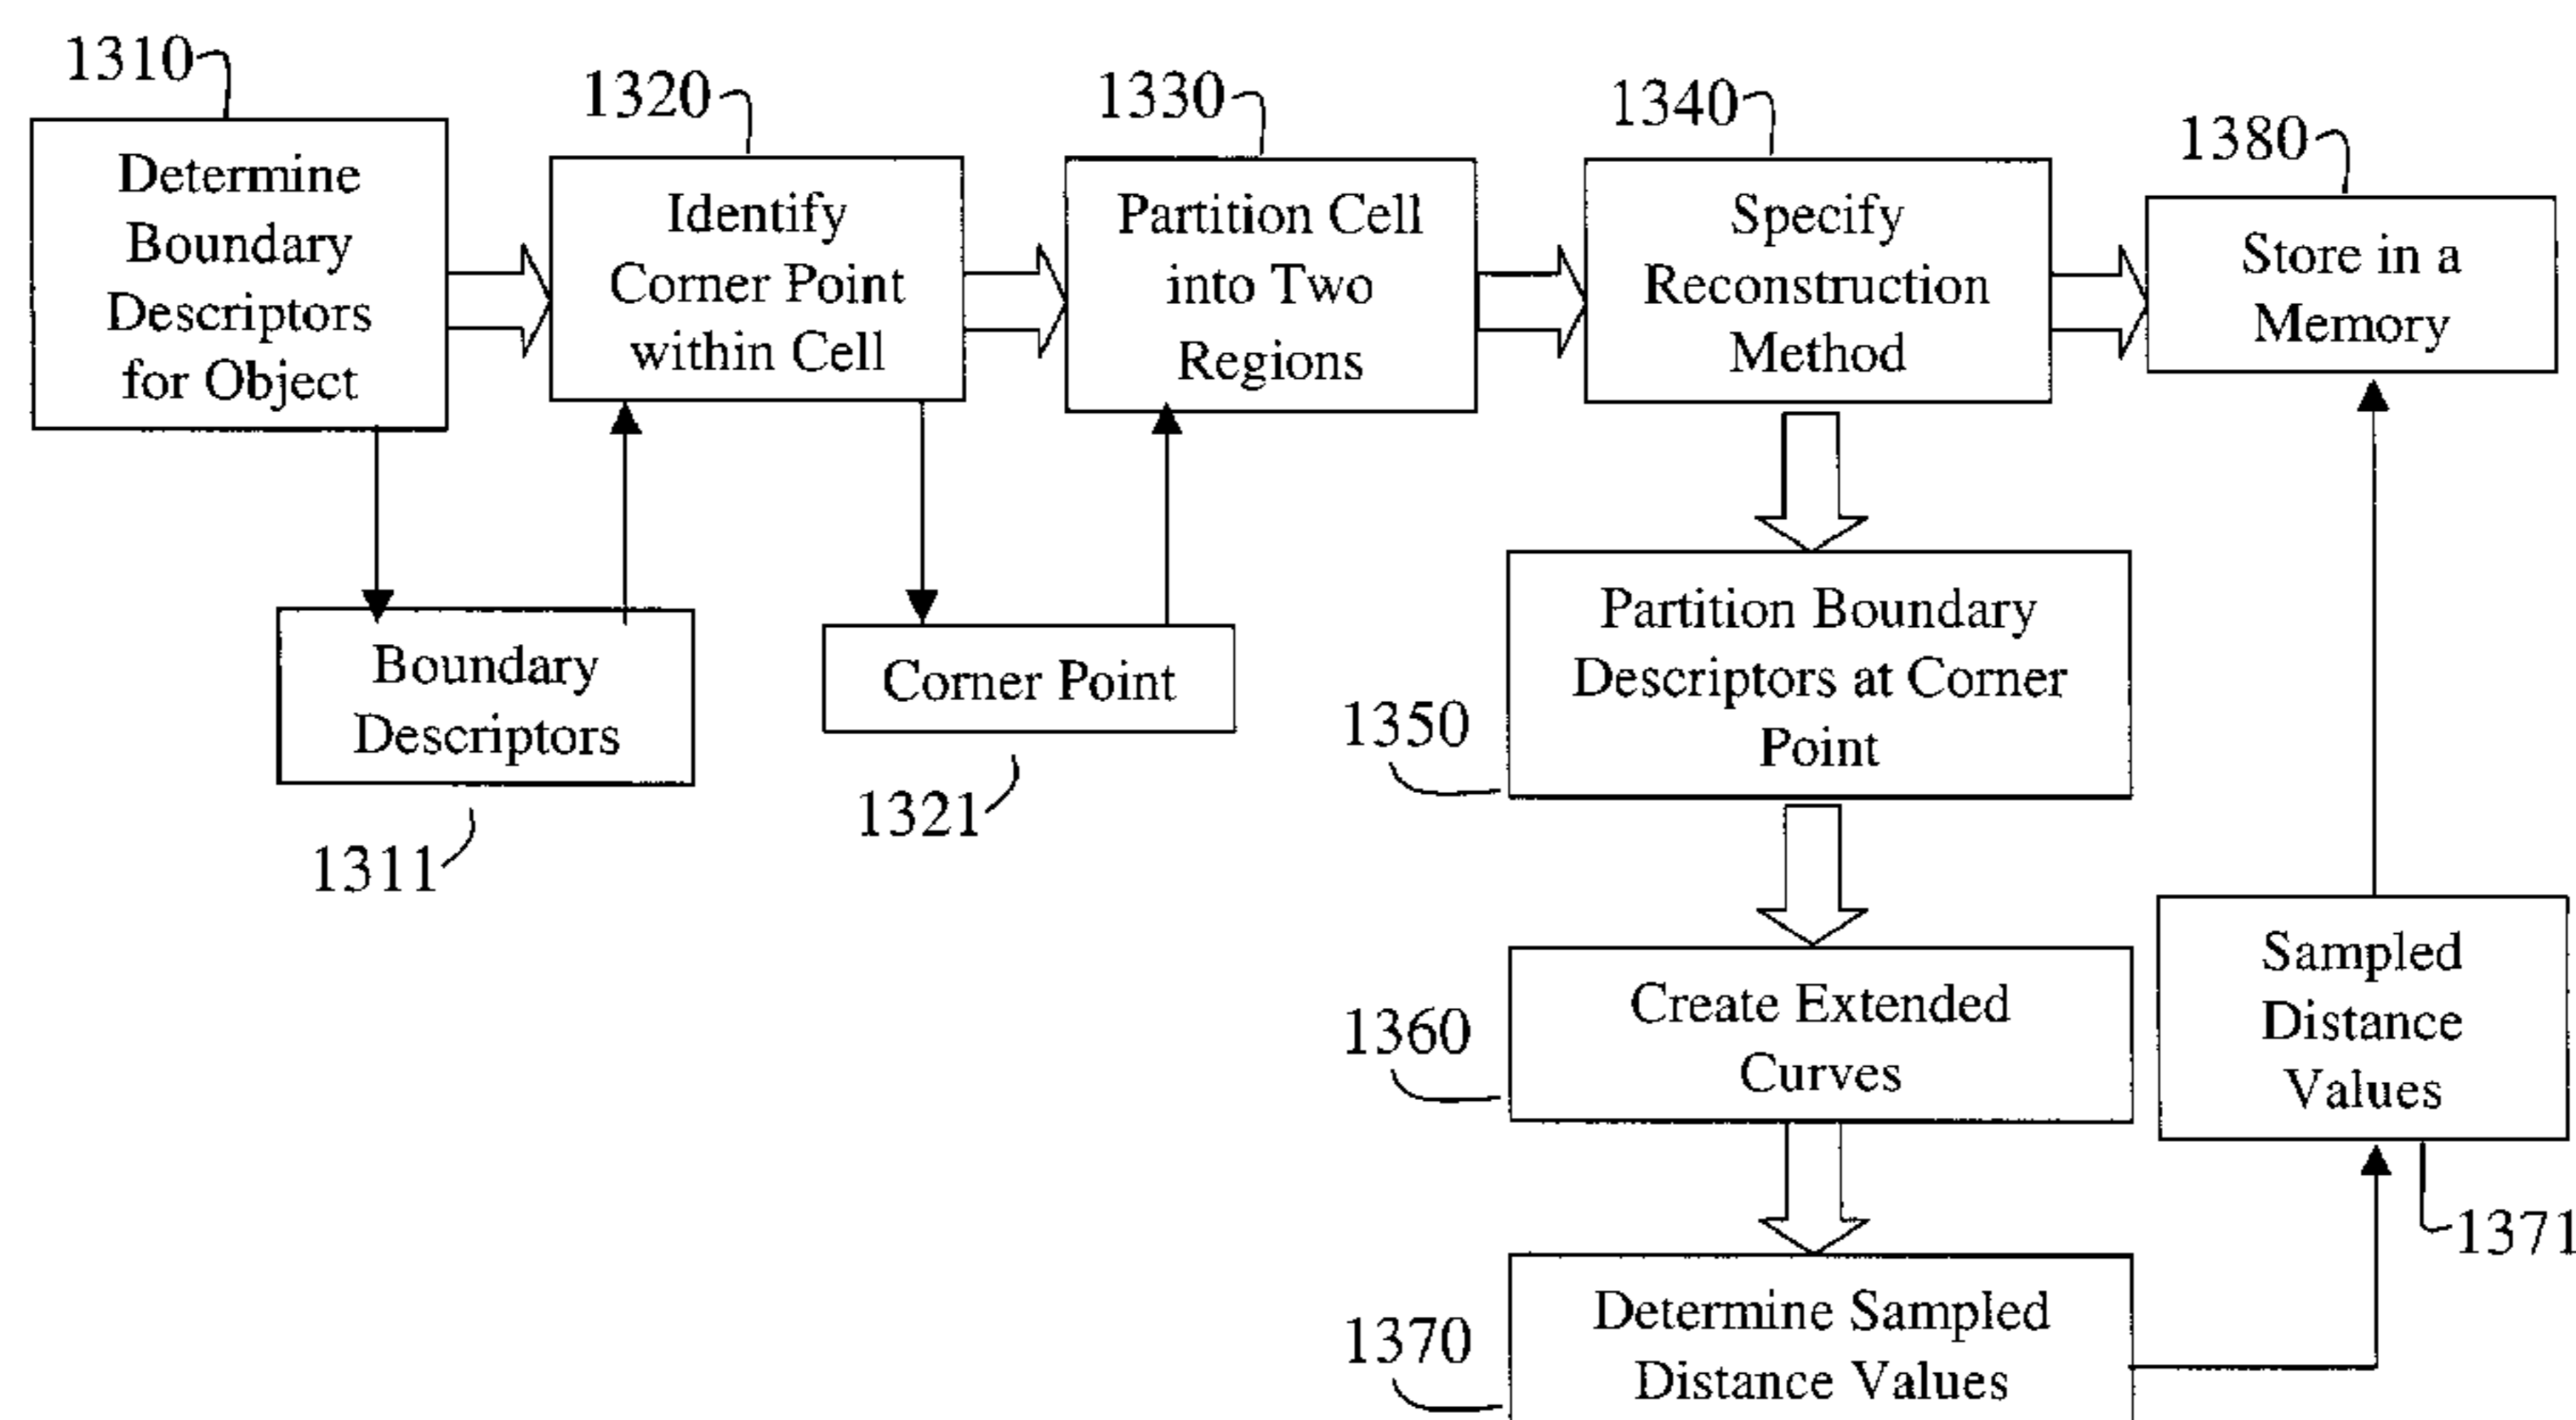 1310
Determine
Boundary
Descriptors
for Object
1320
Identify
Corner Point
within Cell
1330
Partition Cell
into Two
Regions
1340
Specify
Reconstruction
Method
1380
Store in a
Memory
Boundary
Descriptors
1311
Corner Point
1321
Partition Boundary
Descriptors at Corner
Point
1350
Create Extended
Curves
1360
Sampled
Distance
Values
1371
Determine Sampled
Distance Values
1370